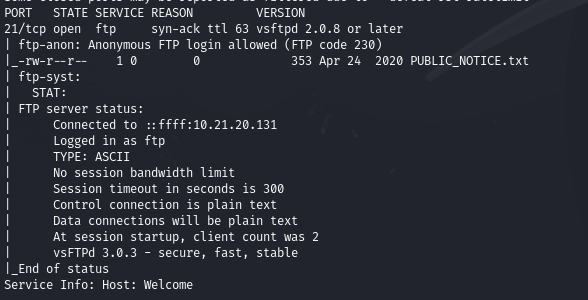 PORT   STATE SERVICE REASON         VERSION
21/tcp open  ftp     syn-ack ttl 63 vsftpd 2.0.8 or later
| ftp-anon: Anonymous FTP login allowed (FTP code 230)
|_-rw-r--r--    1 0        0             353 Apr 24  2020 PUBLIC_NOTICE.txt
| ftp-syst:
|   STAT:
| FTP server status:
|      Connected to ::ffff:10.21.20.131
|      Logged in as ftp
|      TYPE: ASCII
|      No session bandwidth limit
|      Session timeout in seconds is 300
|      Control connection is plain text
|      Data connections will be plain text
|      At session startup, client count was 2
|      vsFTPd 3.0.3 - secure, fast, stable
|_End of status
Service Info: Host: Welcome